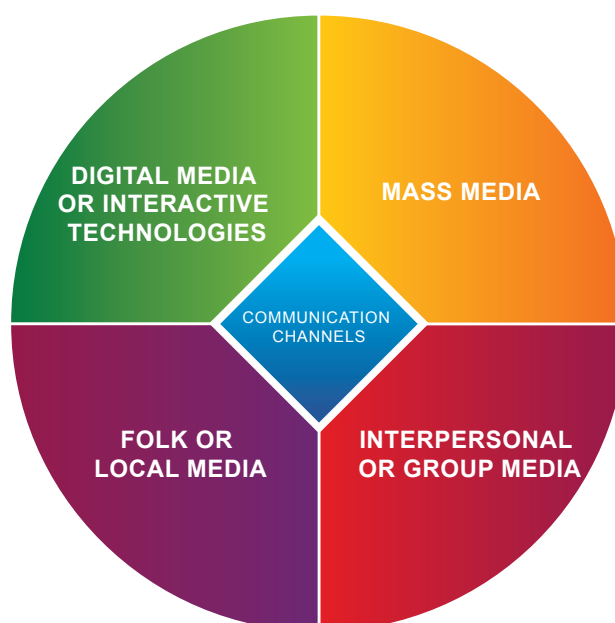 DIGITAL MEDIA
OR INTERACTIVE
TECHNOLOGIES
MASS MEDIA
COMMUNICATION
CHANNELS
FOLK OR
LOCAL MEDIA
INTERPERSONAL
OR GROUP MEDIA